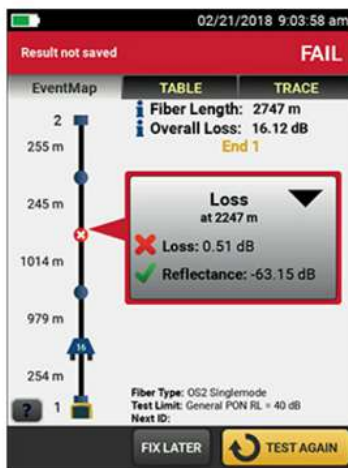 02/21/2018 9:03:58 am
Result not saved
FAIL
EventMap
TABLE
TRACE
Fiber Length: 2747 m
Overall Loss: 16.12 dB
End 1
2
255 m
245 m
1014 m
979 m
16
254 m
1
Loss
at 2247 m
Loss: 0.51 dB
Reflectance: -63.15 dB
Fiber Type: OS2 Singlemode
Test Limit: General PON RL = 40 dB
Next ID:
?
FIX LATER
TEST AGAIN